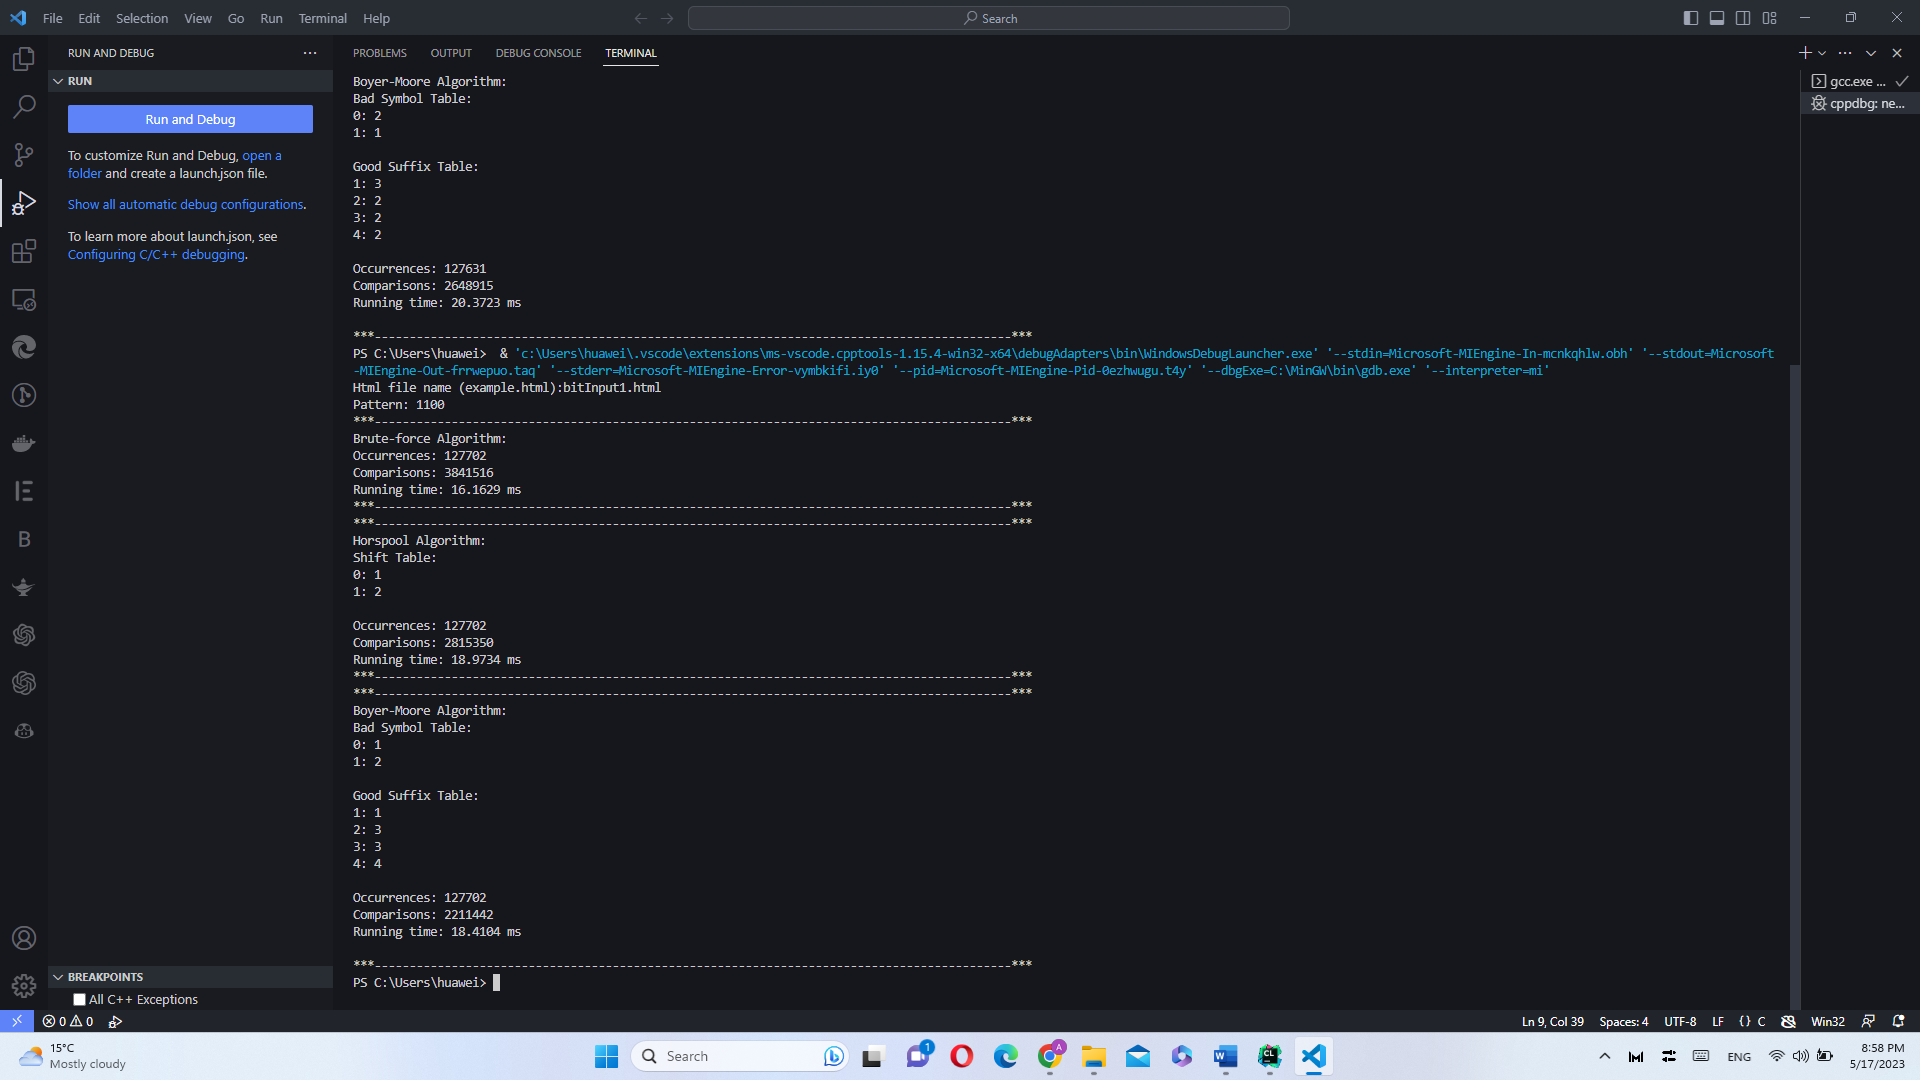 File Edit Selection View Go Run Terminal Help
Search
RUN AND DEBUG
RUN
Run and Debug
To customize Run and Debug, open a
folder and create a launch.json file.
Show all automatic debug configurations.
To learn more about launch.json, see
Configuring C/C++ debugging.
BREAKPOINTS
All C++ Exceptions
PROBLEMS OUTPUT DEBUG CONSOLE TERMINAL
Boyer-Moore Algorithm:
Bad Symbol Table:
0: 2
1: 1
Good Suffix Table:
1: 3
2: 2
3: 2
4: 2
Occurrences: 127631
Comparisons: 2648915
Running time: 20.3723 ms
***-------------------------------------------------------------------------------------------***
PS C:\Users\huawei>  & 'c:\Users\huawei\.vscode\extensions\ms-vscode.cpptools-1.15.4-win32-x64\debugAdapters\bin\WindowsDebugLauncher.exe' '--stdin=Microsoft-MIEngine-In-mcnkqhlw.obh' '--stdout=Microsoft
-MIEngine-Out-frrwepuo.taq' '--stderr=Microsoft-MIEngine-Error-vymbkifi.iy0' '--pid=Microsoft-MIEngine-Pid-0ezhwugu.t4y' '--dbgExe=C:\MinGW\bin\gdb.exe' '--interpreter=mi'
Html file name (example.html):bitInput1.html
Pattern: 1100
***-------------------------------------------------------------------------------------------***
Brute-force Algorithm:
Occurrences: 127702
Comparisons: 3841516
Running time: 16.1629 ms
***-------------------------------------------------------------------------------------------***
***-------------------------------------------------------------------------------------------***
Horspool Algorithm:
Shift Table:
0: 1
1: 2
Occurrences: 127702
Comparisons: 2815350
Running time: 18.9734 ms
***-------------------------------------------------------------------------------------------***
***-------------------------------------------------------------------------------------------***
Boyer-Moore Algorithm:
Bad Symbol Table:
0: 1
1: 2
Good Suffix Table:
1: 1
2: 3
3: 3
4: 4
Occurrences: 127702
Comparisons: 2211442
Running time: 18.4104 ms
***-------------------------------------------------------------------------------------------***
PS C:\Users\huawei>
gcc.exe ...
cppdbg: ne...
0 0
Ln 9, Col 39 Spaces: 4 UTF-8 LF {} C Win32
15°C
Mostly cloudy
Search
1
A
ENG
8:58 PM
5/17/2023